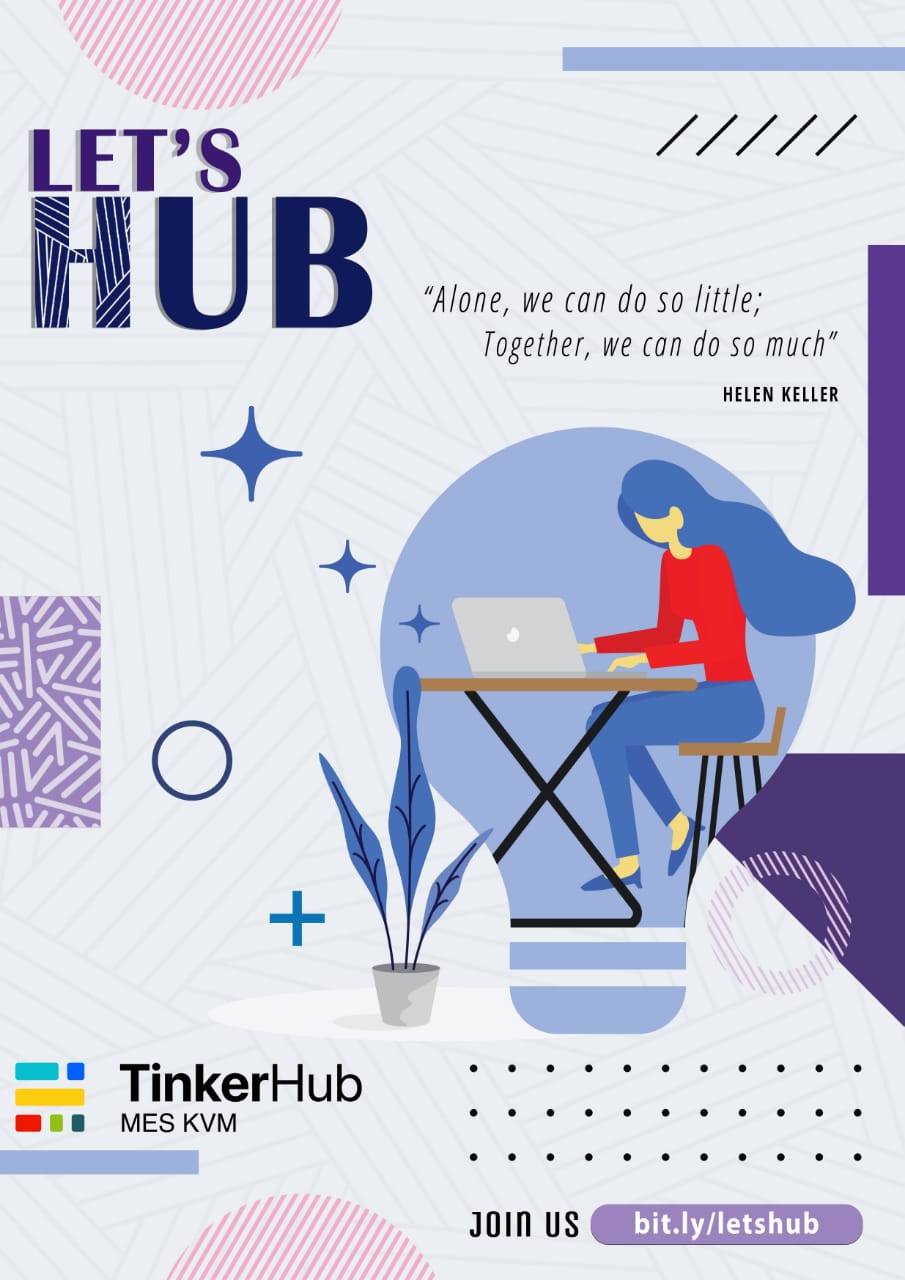 LET'S
HUB
“Alone, we can do so little;
Together, we can do so much”
HELEN KELLER
TinkerHub
MES KVM
JOIN US bit.ly/letshub